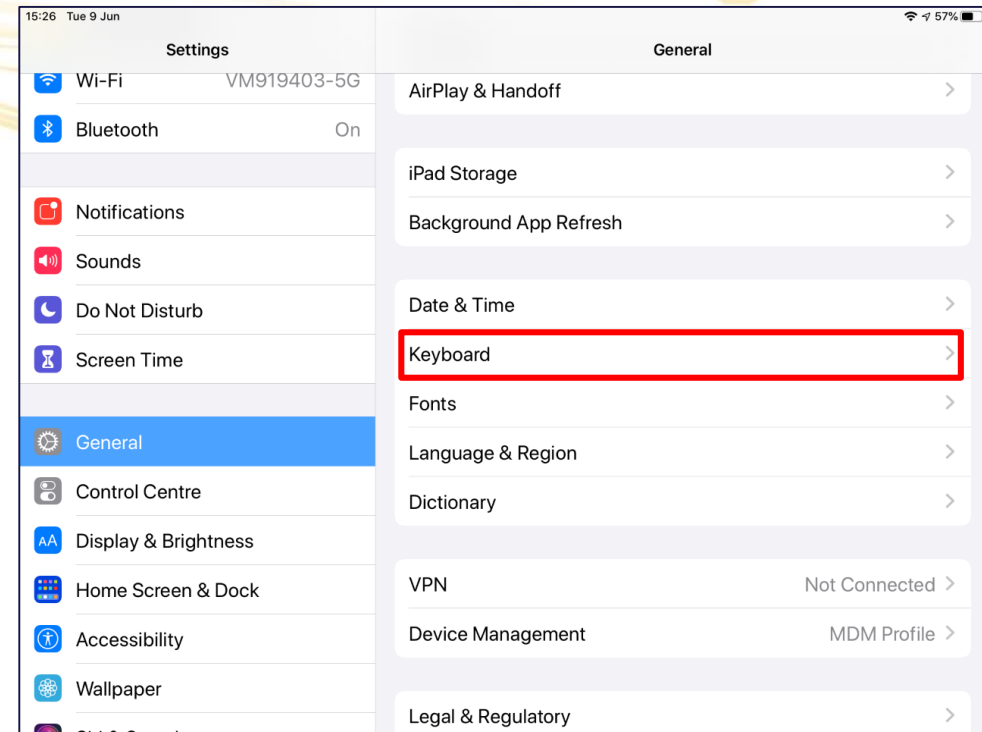 15:26 Tue 9 Jun
57%
Settings
Wi-Fi VM919403-5G
Bluetooth On
Notifications
Sounds
Do Not Disturb
Screen Time
General
Control Centre
AA Display & Brightness
Home Screen & Dock
Accessibility
Wallpaper
General
AirPlay & Handoff
iPad Storage
Background App Refresh
Date & Time
Keyboard
Fonts
Language & Region
Dictionary
VPN Not Connected
Device Management MDM Profile
Legal & Regulatory